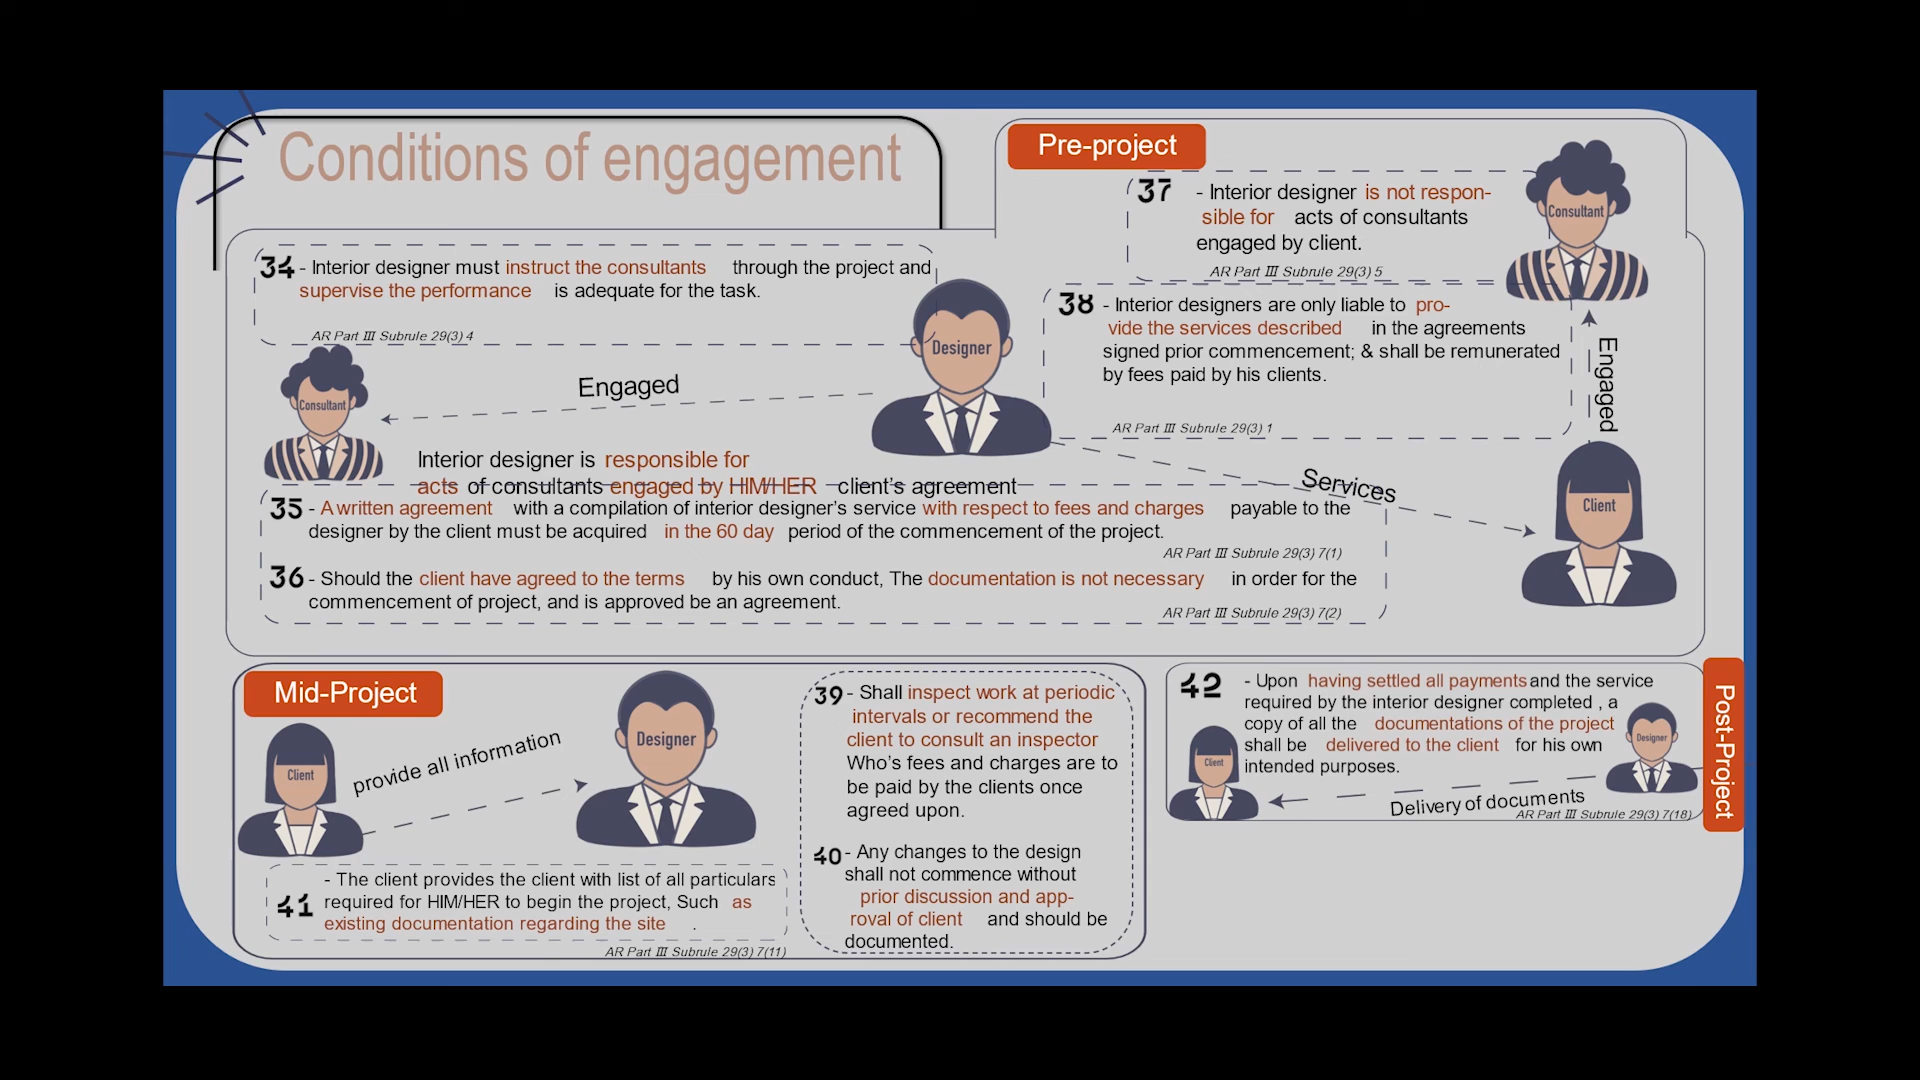 Conditions of engagement
Pre-project
37 - Interior designer is not respon-
sible for acts of consultants
engaged by client.
AR Part III Subrule 29(3) 5
Consultant
34 - Interior designer must instruct the consultants through the project and
supervise the performance is adequate for the task.
AR Part III Subrule 29(3) 4
Designer
38 - Interior designers are only liable to pro-
vide the services described in the agreements
signed prior commencement; & shall be remunerated
by fees paid by his clients.
AR Part III Subrule 29(3) 1
Engaged
Consultant
Engaged
Interior designer is responsible for
acts of consultants engaged by HIM/HER client's agreement
Services
Client
35 - A written agreement with a compilation of interior designer's service with respect to fees and charges payable to the
designer by the client must be acquired in the 60 day period of the commencement of the project.
AR Part III Subrule 29(3) 7(1)
36 - Should the client have agreed to the terms by his own conduct, The documentation is not necessary in order for the
commencement of project, and is approved be an agreement.
AR Part III Subrule 29(3) 7(2)
Mid-Project
Client
provide all information
Designer
41 - The client provides the client with list of all particulars
required for HIM/HER to begin the project, Such as
existing documentation regarding the site .
AR Part III Subrule 29(3) 7(11)
39 - Shall inspect work at periodic
intervals or recommend the
client to consult an inspector
Who's fees and charges are to
be paid by the clients once
agreed upon.
40 - Any changes to the design
shall not commence without
prior discussion and app-
roval of client and should be
documented.
42 - Upon having settled all payments and the service
required by the interior designer completed , a
copy of all the documentations of the project
shall be delivered to the client for his own
intended purposes.
Client
Designer
Delivery of documents
AR Part III Subrule 29(3) 7(18)
Post-Project